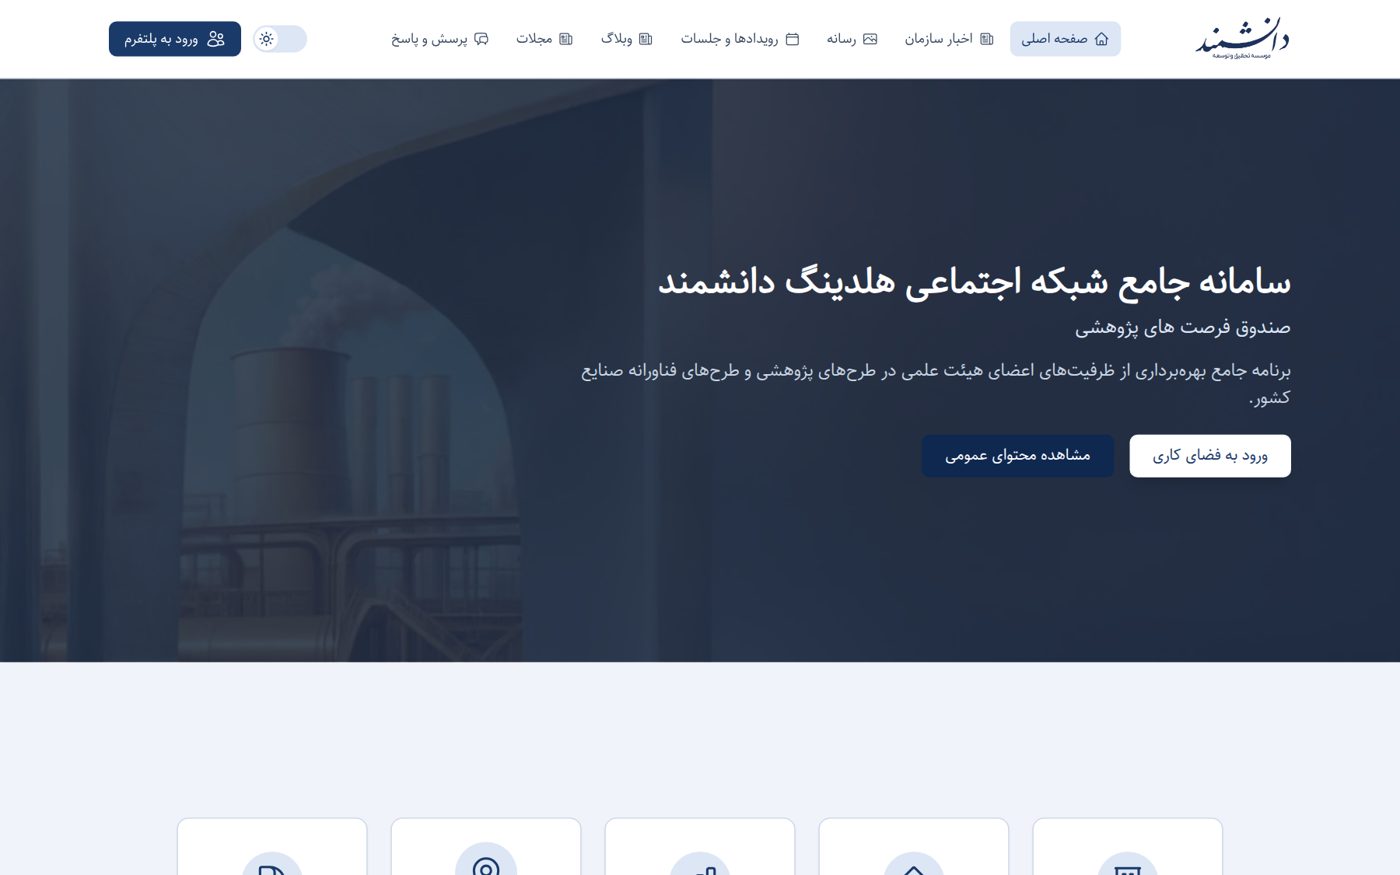 دانشمند
موسسه تحقیق و توسعه
صفحه اصلی
اخبار سازمان
رسانه
رویدادها و جلسات
وبلاگ
مجلات
پرسش و پاسخ
ورود به پلتفرم
سامانه جامع شبکه اجتماعی هلدینگ دانشمند
صندوق فرصت های پژوهشی
برنامه جامع بهره‌برداری از ظرفیت‌های اعضای هیئت علمی در طرح‌های پژوهشی و طرح‌های فناورانه صنایع
کشور.
ورود به فضای کاری
مشاهده محتوای عمومی